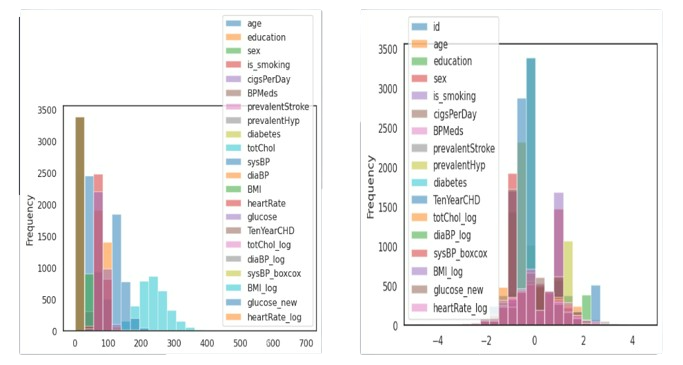 age
education
sex
is_smoking
cigsPerDay
BPMeds
prevalentStroke
prevalentHyp
diabetes
totChol
sysBP
diaBP
BMI
heartRate
glucose
TenYearCHD
totChol_log
diaBP_log
sysBP_boxcox
BMI_log
glucose_new
heartRate_log
3500
3000
2500
2000
1500
1000
500
0
Frequency
0 100 200 300 400 500 600 700
id
age
education
sex
is_smoking
cigsPerDay
BPMeds
prevalentStroke
prevalentHyp
diabetes
TenYearCHD
totChol_log
diaBP_log
sysBP_boxcox
BMI_log
glucose_new
heartRate_log
3500
3000
2500
2000
1500
1000
500
0
Frequency
−4 −2 0 2 4